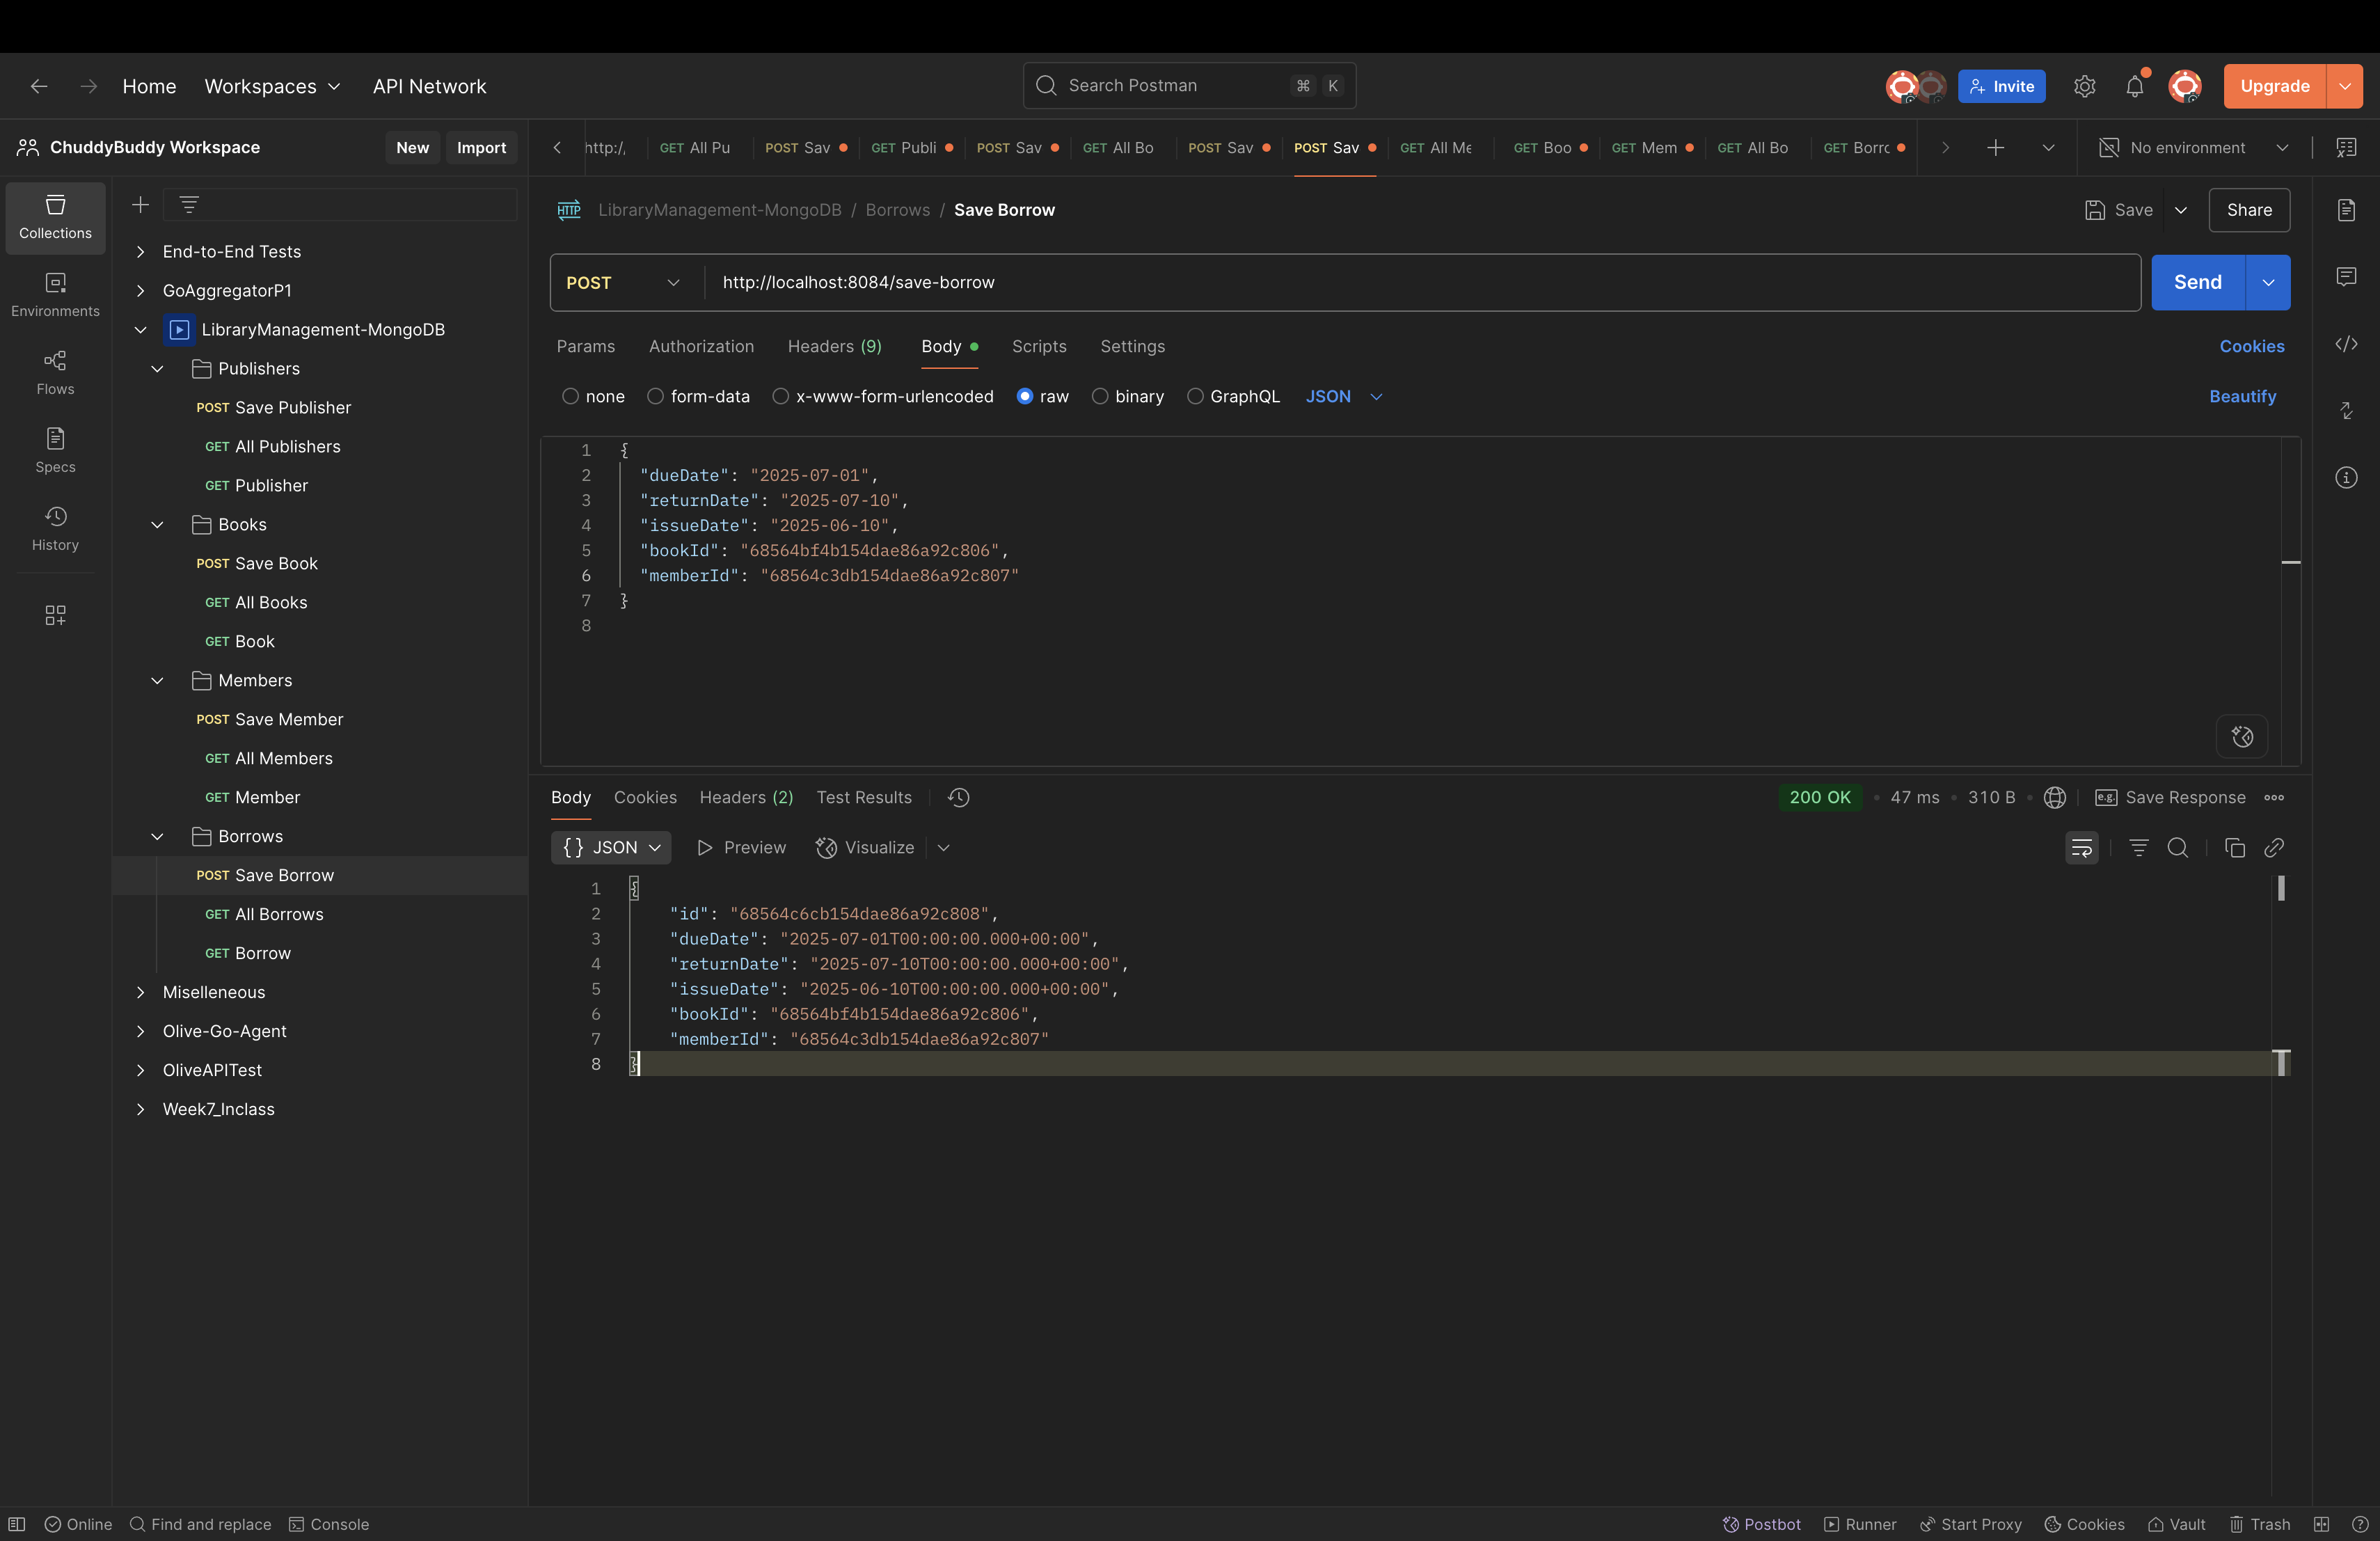 Home Workspaces API Network Search Postman ⌘ K Invite Upgrade
ChuddyBuddy Workspace New Import http:/, GET All Pu POST Sav GET Publi POST Sav GET All Bo POST Sav POST Sav GET All Me GET Boo GET Mem GET All Bo GET Borrc No environment
Collections
Environments
Flows
Specs
History
End-to-End Tests
GoAggregatorP1
LibraryManagement-MongoDB
Publishers
POST Save Publisher
GET All Publishers
GET Publisher
Books
POST Save Book
GET All Books
GET Book
Members
POST Save Member
GET All Members
GET Member
Borrows
POST Save Borrow
GET All Borrows
GET Borrow
Miselleneous
Olive-Go-Agent
OliveAPITest
Week7_Inclass
HTTP LibraryManagement-MongoDB / Borrows / Save Borrow Save Share
POST http://localhost:8084/save-borrow Send
Params Authorization Headers (9) Body Scripts Settings Cookies
none form-data x-www-form-urlencoded raw binary GraphQL JSON Beautify
1 {
2 "dueDate": "2025-07-01",
3 "returnDate": "2025-07-10",
4 "issueDate": "2025-06-10",
5 "bookId": "68564bf4b154dae86a92c806",
6 "memberId": "68564c3db154dae86a92c807"
7 }
8
Body Cookies Headers (2) Test Results 200 OK • 47 ms • 310 B • e.g. Save Response
{ } JSON Preview Visualize
1 {
2 "id": "68564c6cb154dae86a92c808",
3 "dueDate": "2025-07-01T00:00:00.000+00:00",
4 "returnDate": "2025-07-10T00:00:00.000+00:00",
5 "issueDate": "2025-06-10T00:00:00.000+00:00",
6 "bookId": "68564bf4b154dae86a92c806",
7 "memberId": "68564c3db154dae86a92c807"
8 }
Online Find and replace Console Postbot Runner Start Proxy Cookies Vault Trash